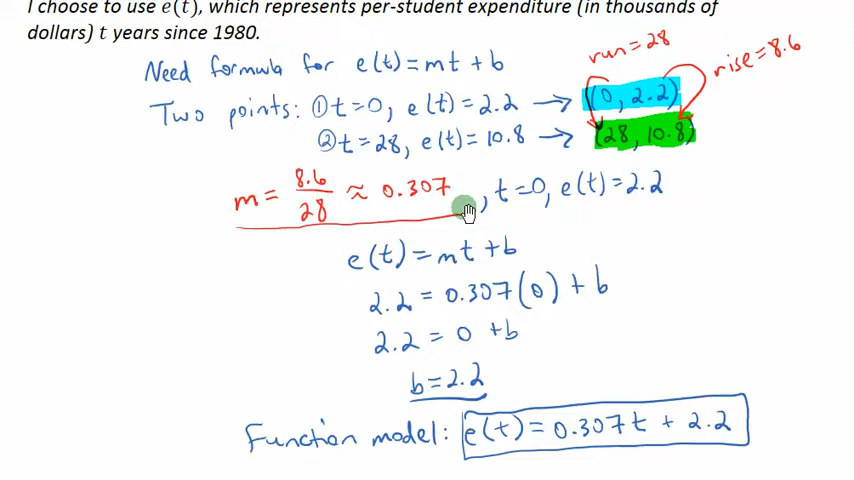 I choose to use e(t), which represents per-student expenditure (in thousands of
dollars) t years since 1980.
run=28
rise=8.6
Need formula for e(t)=mt+b
Two points: ①t=0, e(t)=2.2 → (0, 2.2)
②t=28, e(t)=10.8 → (28, 10.8)
m= 8.6/28 ≈ 0.307, t=0, e(t)=2.2
e(t)=mt+b
2.2 = 0.307(0) + b
2.2 = 0 + b
b=2.2
Function model: e(t)=0.307t + 2.2